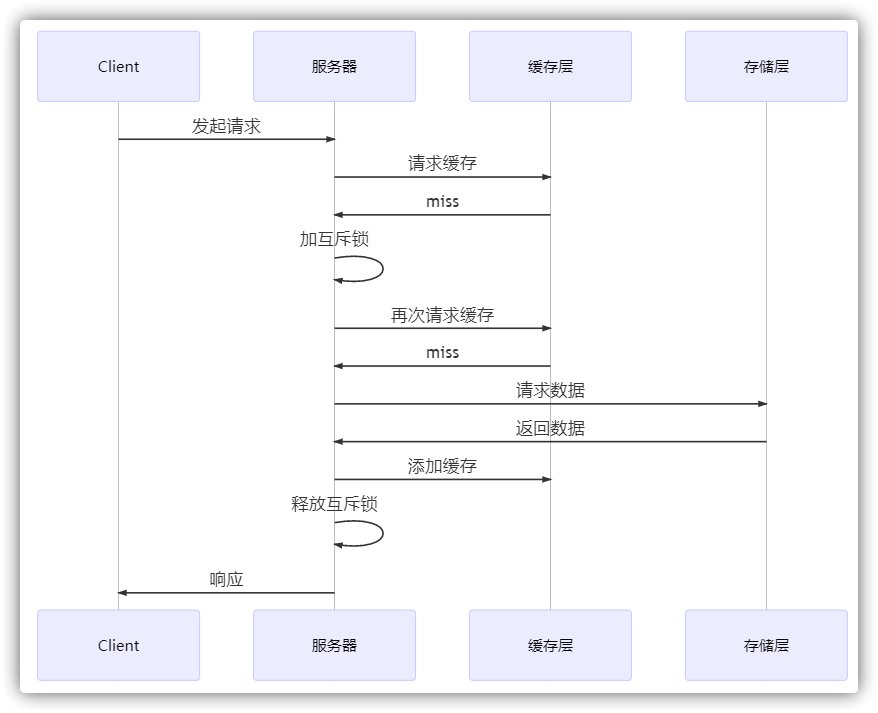 Client
服务器
缓存层
存储层
发起请求
请求缓存
miss
加互斥锁
再次请求缓存
miss
请求数据
返回数据
添加缓存
释放互斥锁
响应
Client
服务器
缓存层
存储层